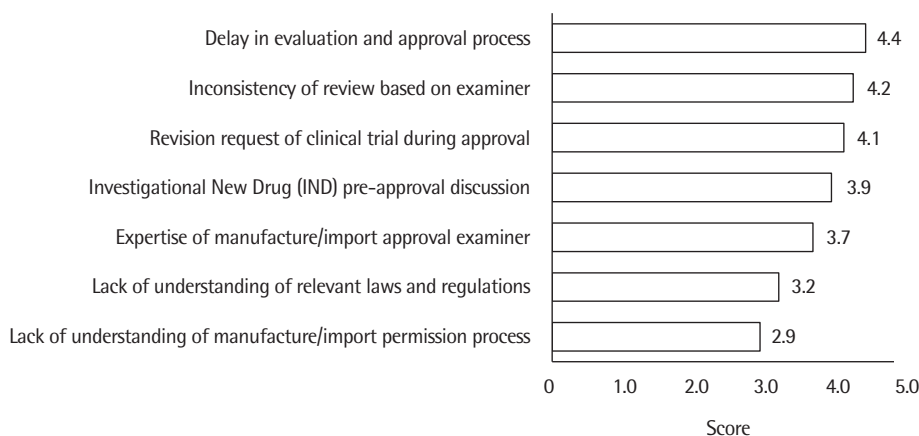 Delay in evaluation and approval process 4.4
Inconsistency of review based on examiner 4.2
Revision request of clinical trial during approval 4.1
Investigational New Drug (IND) pre-approval discussion 3.9
Expertise of manufacture/import approval examiner 3.7
Lack of understanding of relevant laws and regulations 3.2
Lack of understanding of manufacture/import permission process 2.9
0 1.0 2.0 3.0 4.0 5.0
Score